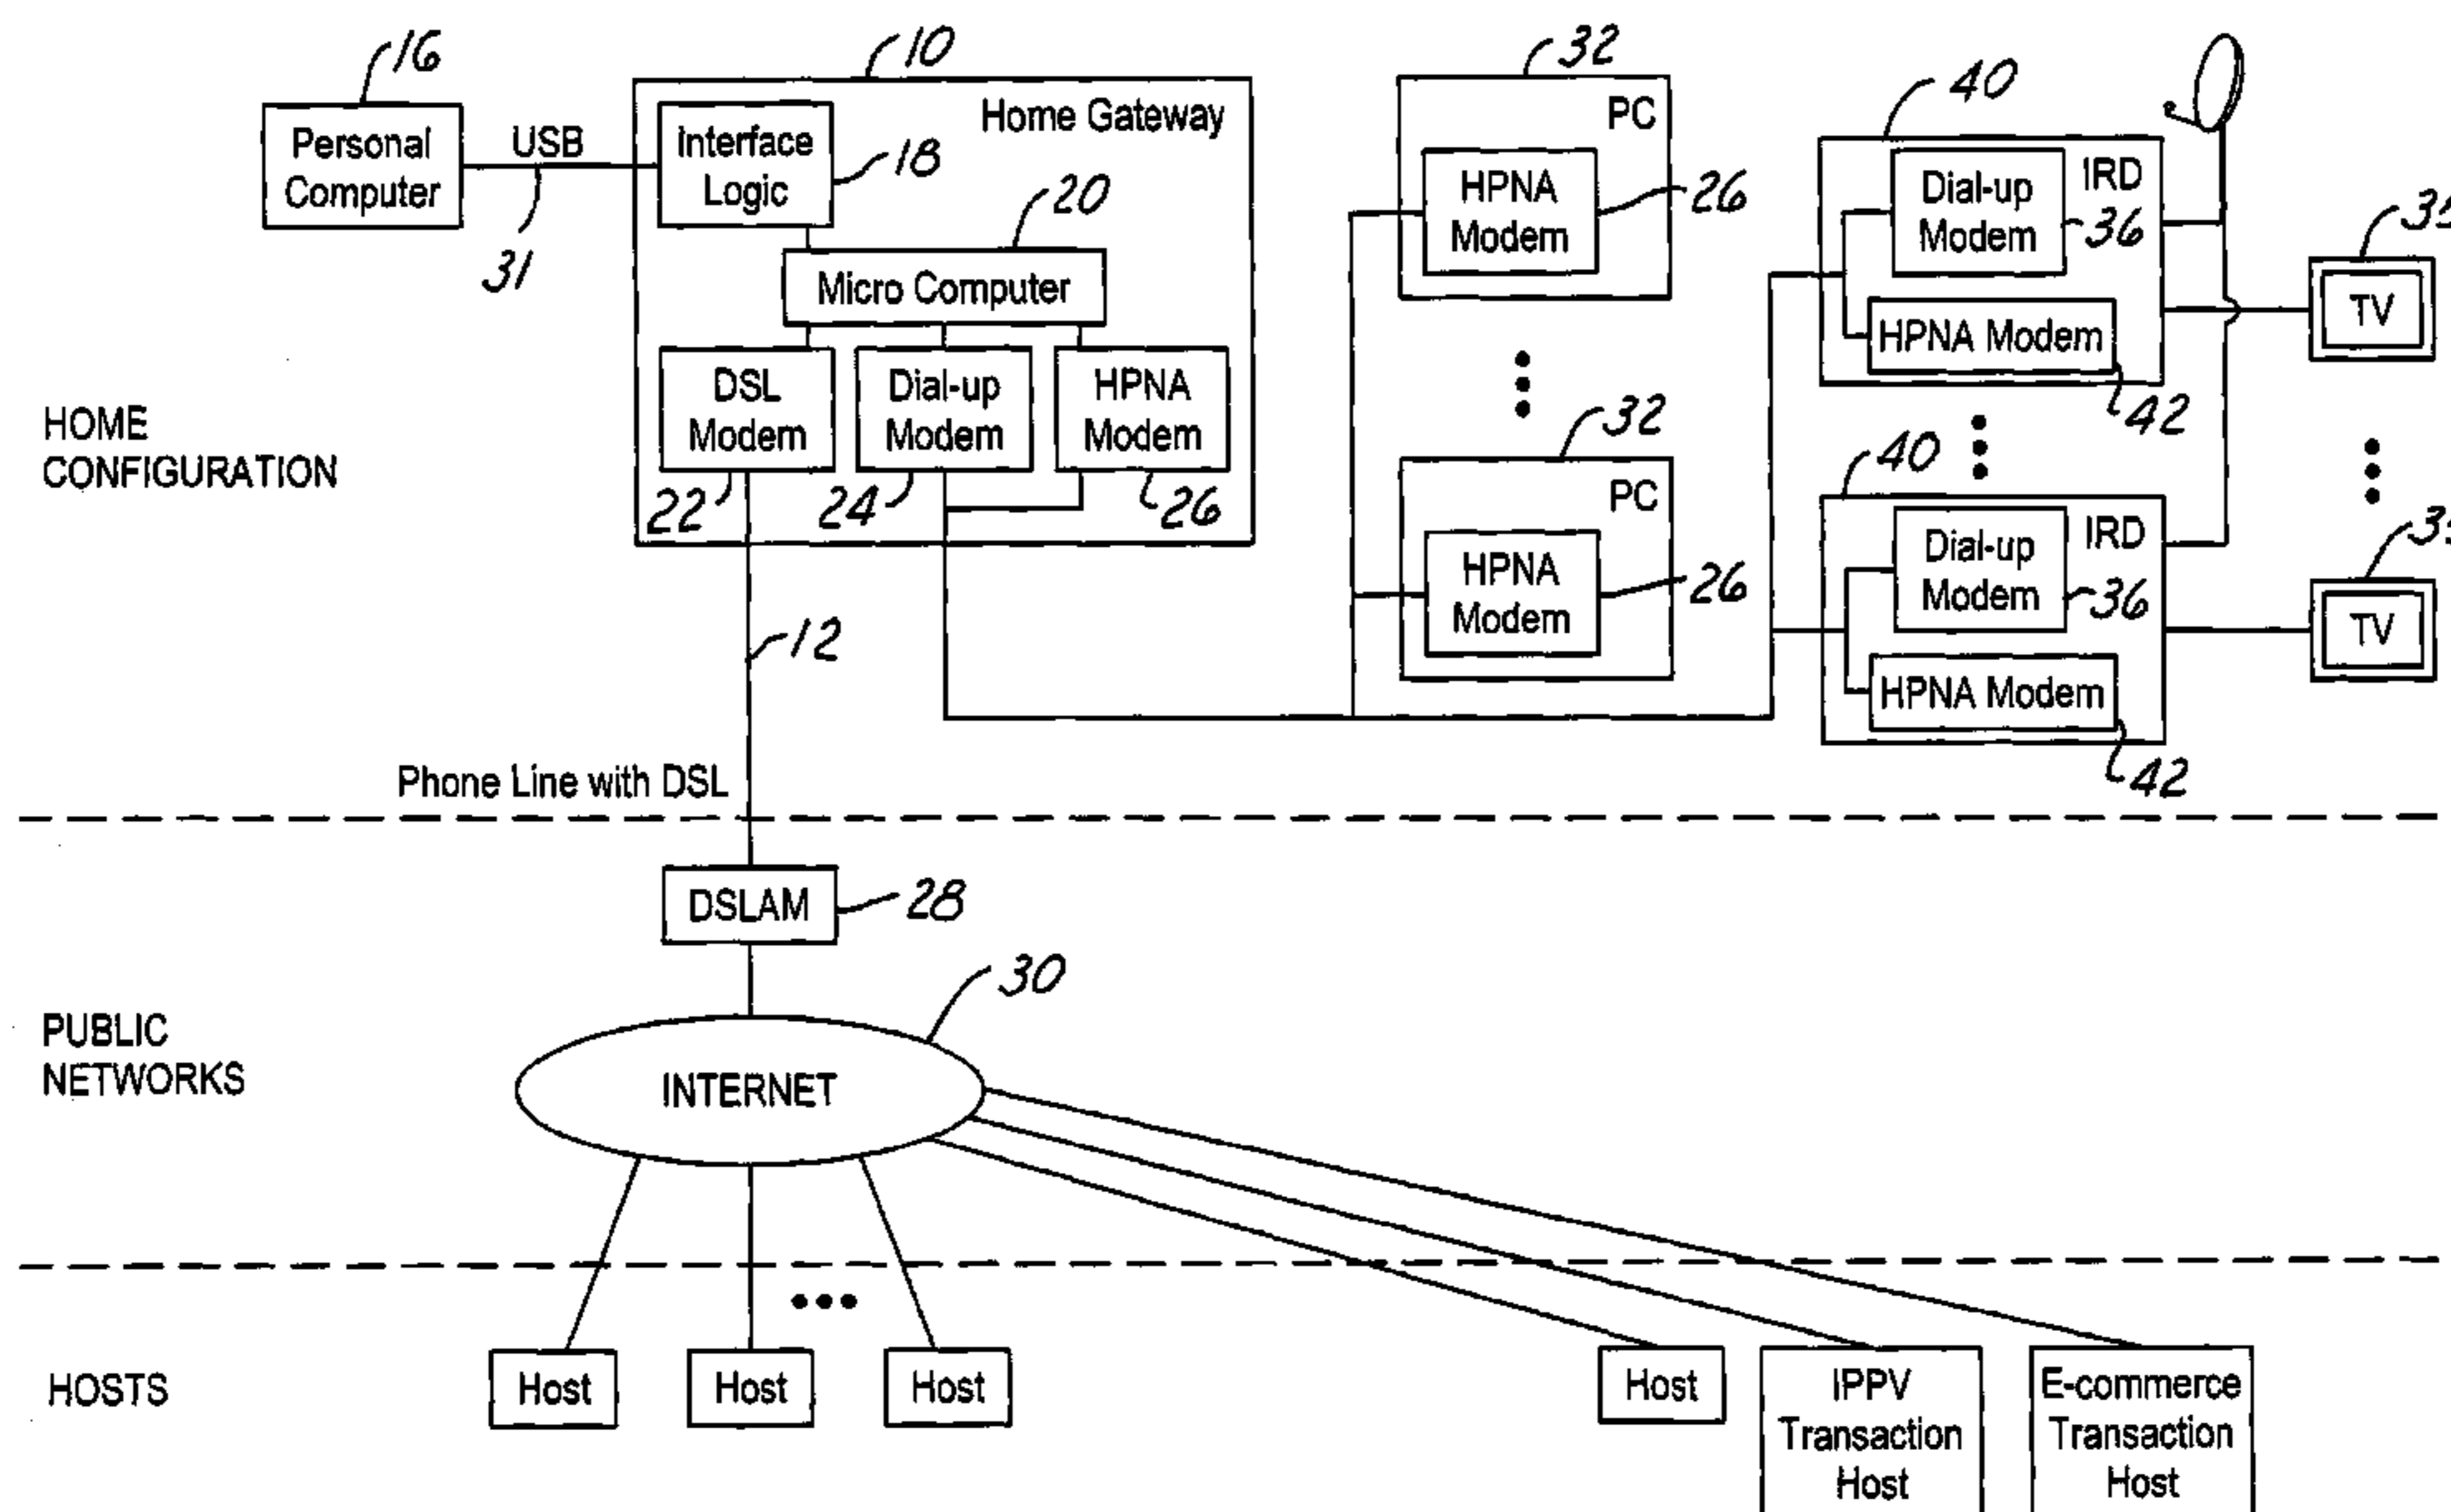 16
Personal
Computer
USB
31
10
Home Gateway
Interface
Logic
18
20
Micro Computer
DSL
Modem
Dial-up
Modem
HPNA
Modem
22
24
26
12
32
PC
HPNA
Modem
26
32
PC
HPNA
Modem
26
40
IRD
Dial-up
Modem
36
HPNA Modem
42
35
TV
40
IRD
Dial-up
Modem
36
HPNA Modem
42
TV
HOME
CONFIGURATION
Phone Line with DSL
DSLAM
28
30
PUBLIC
NETWORKS
INTERNET
HOSTS
Host
Host
Host
Host
IPPV
Transaction
Host
E-commerce
Transaction
Host